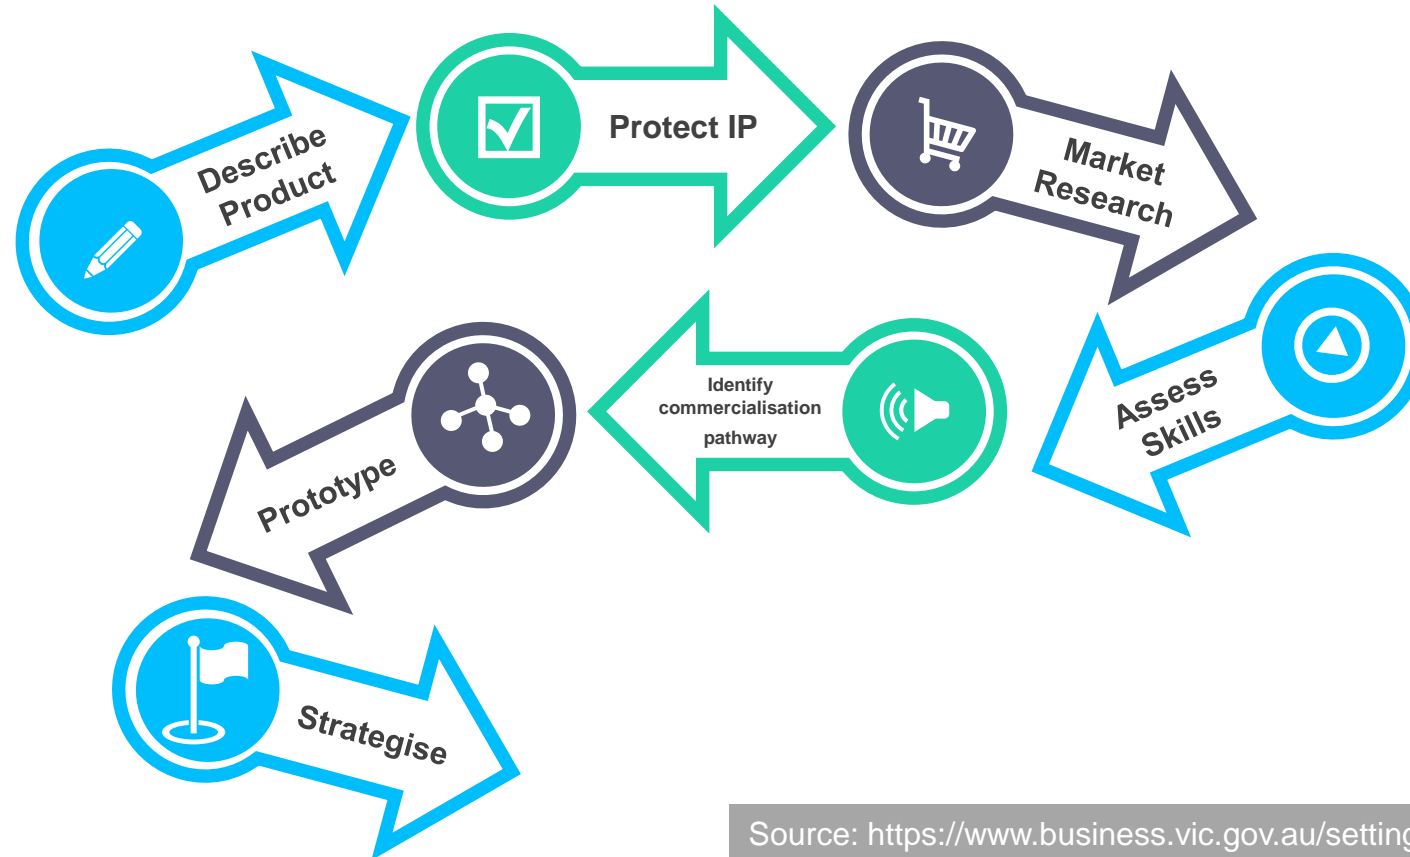 Describe
Product
Protect IP
Market
Research
Assess
Skills
Identify
commercialisation
pathway
Prototype
Strategise
Source: https://www.business.vic.gov.au/setting